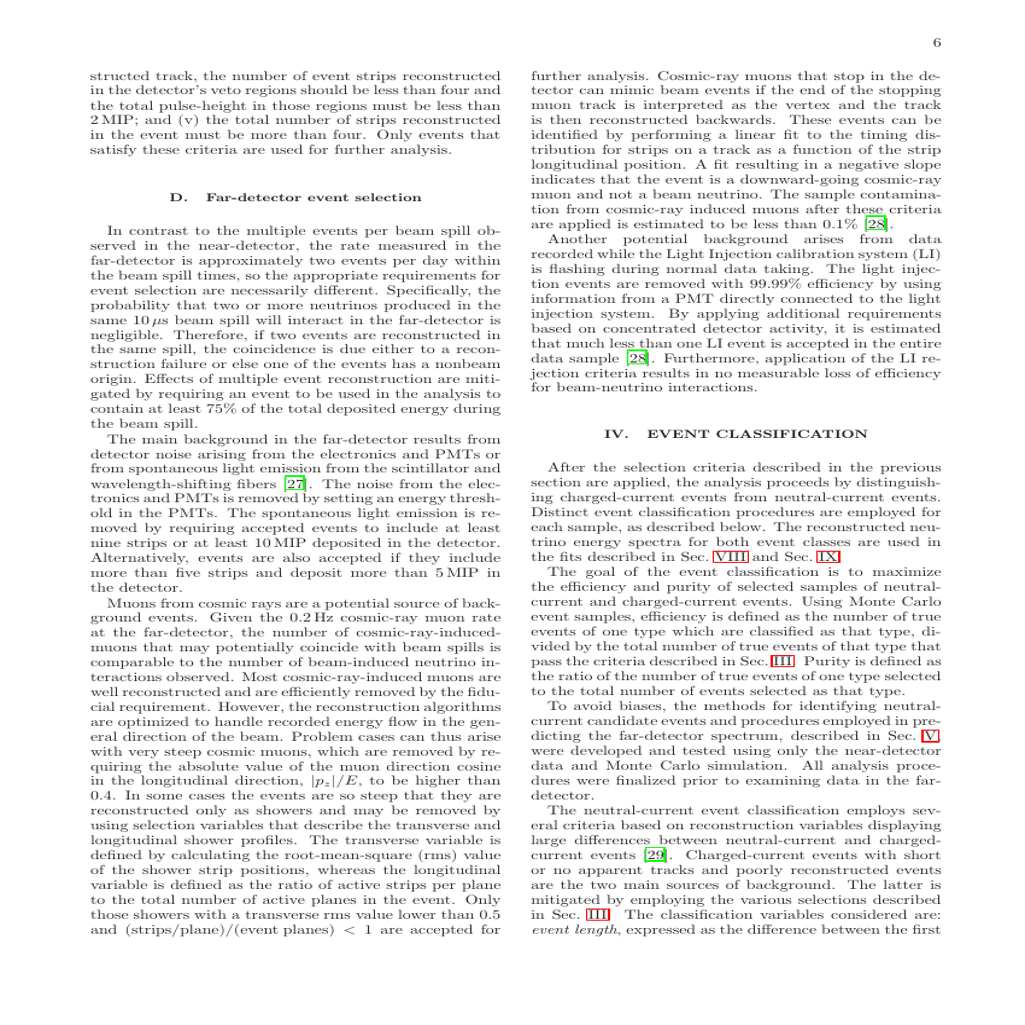 6
structed track, the number of event strips reconstructed
in the detector's veto regions should be less than four and
the total pulse-height in those regions must be less than
2 MIP; and (v) the total number of strips reconstructed
in the event must be more than four. Only events that
satisfy these criteria are used for further analysis.
D. Far-detector event selection
In contrast to the multiple events per beam spill ob-
served in the near-detector, the rate measured in the
far-detector is approximately two events per day within
the beam spill times, so the appropriate requirements for
event selection are necessarily different. Specifically, the
probability that two or more neutrinos produced in the
same 10 μs beam spill will interact in the far-detector is
negligible. Therefore, if two events are reconstructed in
the same spill, the coincidence is due either to a recon-
struction failure or else one of the events has a nonbeam
origin. Effects of multiple event reconstruction are miti-
gated by requiring an event to be used in the analysis to
contain at least 75% of the total deposited energy during
the beam spill.
The main background in the far-detector results from
detector noise arising from the electronics and PMTs or
from spontaneous light emission from the scintillator and
wavelength-shifting fibers [27]. The noise from the elec-
tronics and PMTs is removed by setting an energy thresh-
old in the PMTs. The spontaneous light emission is re-
moved by requiring accepted events to include at least
nine strips or at least 10 MIP deposited in the detector.
Alternatively, events are also accepted if they include
more than five strips and deposit more than 5 MIP in
the detector.
Muons from cosmic rays are a potential source of back-
ground events. Given the 0.2 Hz cosmic-ray muon rate
at the far-detector, the number of cosmic-ray-induced-
muons that may potentially coincide with beam spills is
comparable to the number of beam-induced neutrino in-
teractions observed. Most cosmic-ray-induced muons are
well reconstructed and are efficiently removed by the fidu-
cial requirement. However, the reconstruction algorithms
are optimized to handle recorded energy flow in the gen-
eral direction of the beam. Problem cases can thus arise
with very steep cosmic muons, which are removed by re-
quiring the absolute value of the muon direction cosine
in the longitudinal direction, |p_z|/E, to be higher than
0.4. In some cases the events are so steep that they are
reconstructed only as showers and may be removed by
using selection variables that describe the transverse and
longitudinal shower profiles. The transverse variable is
defined by calculating the root-mean-square (rms) value
of the shower strip positions, whereas the longitudinal
variable is defined as the ratio of active strips per plane
to the total number of active planes in the event. Only
those showers with a transverse rms value lower than 0.5
and (strips/plane)/(event planes) < 1 are accepted for
further analysis. Cosmic-ray muons that stop in the de-
tector can mimic beam events if the end of the stopping
muon track is interpreted as the vertex and the track
is then reconstructed backwards. These events can be
identified by performing a linear fit to the timing dis-
tribution for strips on a track as a function of the strip
longitudinal position. A fit resulting in a negative slope
indicates that the event is a downward-going cosmic-ray
muon and not a beam neutrino. The sample contamina-
tion from cosmic-ray induced muons after these criteria
are applied is estimated to be less than 0.1% [28].
Another potential background arises from data
recorded while the Light Injection calibration system (LI)
is flashing during normal data taking. The light injec-
tion events are removed with 99.99% efficiency by using
information from a PMT directly connected to the light
injection system. By applying additional requirements
based on concentrated detector activity, it is estimated
that much less than one LI event is accepted in the entire
data sample [28]. Furthermore, application of the LI re-
jection criteria results in no measurable loss of efficiency
for beam-neutrino interactions.
IV. EVENT CLASSIFICATION
After the selection criteria described in the previous
section are applied, the analysis proceeds by distinguish-
ing charged-current events from neutral-current events.
Distinct event classification procedures are employed for
each sample, as described below. The reconstructed neu-
trino energy spectra for both event classes are used in
the fits described in Sec. VIII and Sec. IX.
The goal of the event classification is to maximize
the efficiency and purity of selected samples of neutral-
current and charged-current events. Using Monte Carlo
event samples, efficiency is defined as the number of true
events of one type which are classified as that type, di-
vided by the total number of true events of that type that
pass the criteria described in Sec. III. Purity is defined as
the ratio of the number of true events of one type selected
to the total number of events selected as that type.
To avoid biases, the methods for identifying neutral-
current candidate events and procedures employed in pre-
dicting the far-detector spectrum, described in Sec. V,
were developed and tested using only the near-detector
data and Monte Carlo simulation. All analysis proce-
dures were finalized prior to examining data in the far-
detector.
The neutral-current event classification employs sev-
eral criteria based on reconstruction variables displaying
large differences between neutral-current and charged-
current events [29]. Charged-current events with short
or no apparent tracks and poorly reconstructed events
are the two main sources of background. The latter is
mitigated by employing the various selections described
in Sec. III. The classification variables considered are:
event length, expressed as the difference between the first